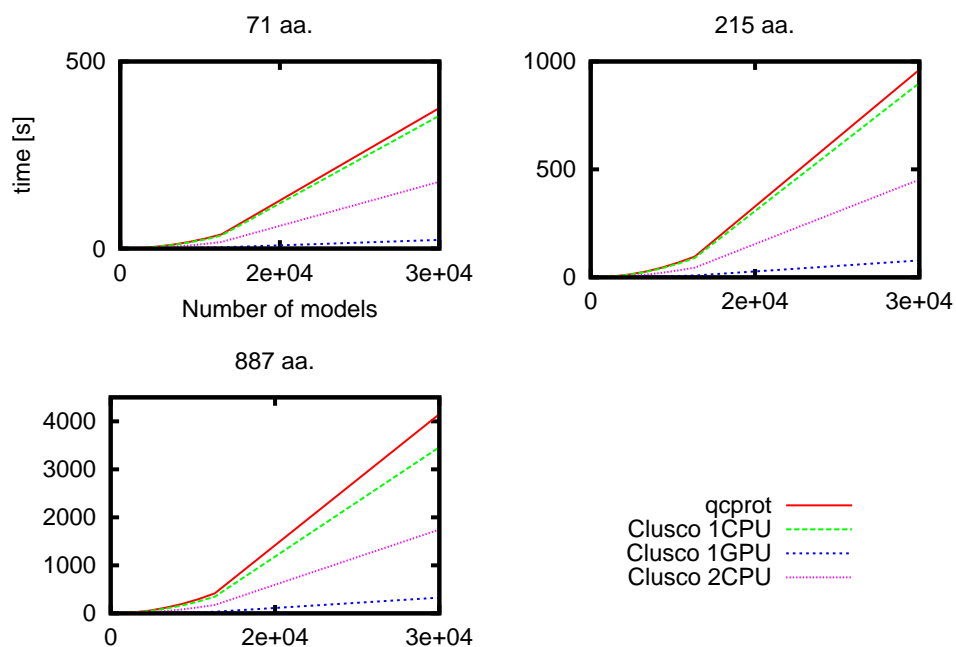 71 aa.
500
0
time [s]
0
2e+04
3e+04
Number of models
215 aa.
1000
500
0
0
2e+04
3e+04
887 aa.
4000
3000
2000
1000
0
0
2e+04
3e+04
qcprot
Clusco 1CPU
Clusco 1GPU
Clusco 2CPU